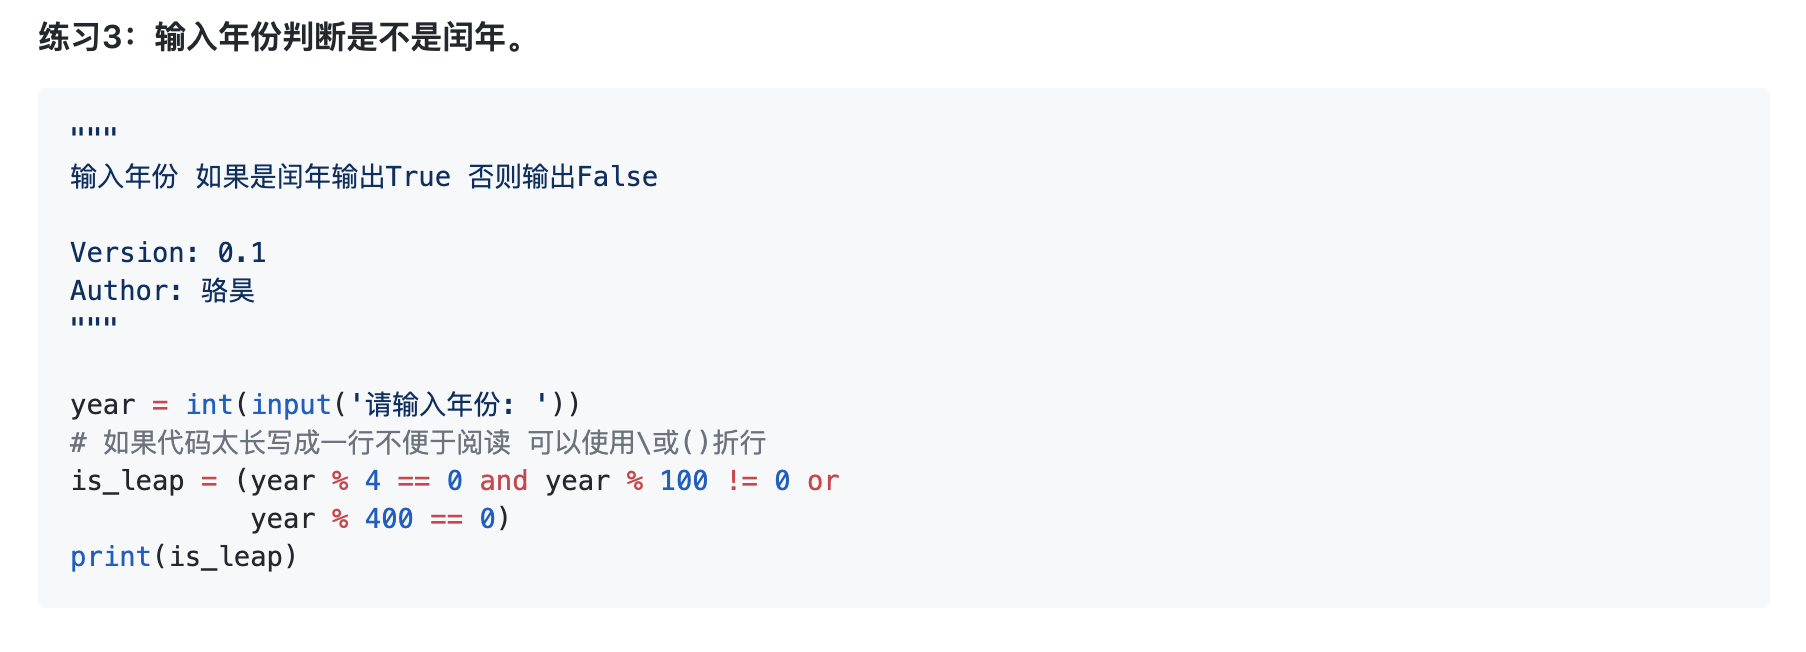 练习3：输入年份判断是不是闰年。
"""
输入年份 如果是闰年输出True 否则输出False
Version: 0.1
Author: 骆昊
"""
year = int(input('请输入年份: '))
# 如果代码太长写成一行不便于阅读 可以使用\或()折行
is_leap = (year % 4 == 0 and year % 100 != 0 or
           year % 400 == 0)
print(is_leap)